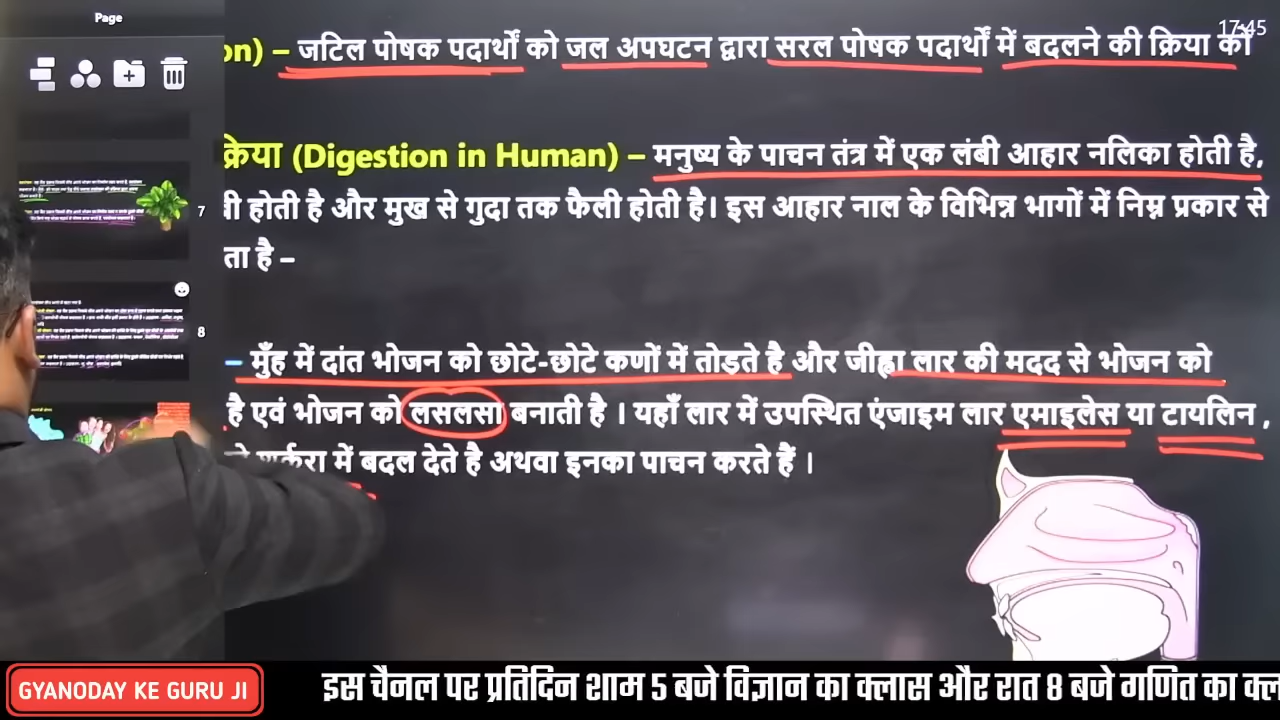 Page
17:45
on) – जटिल पोषक पदार्थों को जल अपघटन द्वारा सरल पोषक पदार्थों में बदलने की क्रिया को
क्रिया (Digestion in Human) – मनुष्य के पाचन तंत्र में एक लंबी आहार नलिका होती है,
होती है और मुख से गुदा तक फैली होती है। इस आहार नाल के विभिन्न भागों में निम्न प्रकार से
ता है –
– मुँह में दांत भोजन को छोटे-छोटे कणों में तोड़ते है और जीह्वा लार की मदद से भोजन को
है एवं भोजन को लसलसा बनाती है । यहाँ लार में उपस्थित एंजाइम लार एमाइलेस या टायलिन ,
शर्करा में बदल देते है अथवा इनका पाचन करते हैं ।
7
8
GYANODAY KE GURU JI
इस चैनल पर प्रतिदिन शाम 5 बजे विज्ञान का क्लास और रात 8 बजे गणित का क्ल